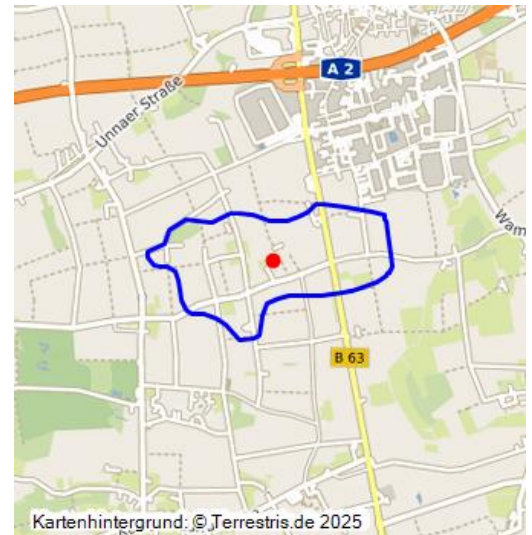 A 2
Unnaer Straße
Wam
B 63
Kartenhintergrund: © Terrestris.de 2025